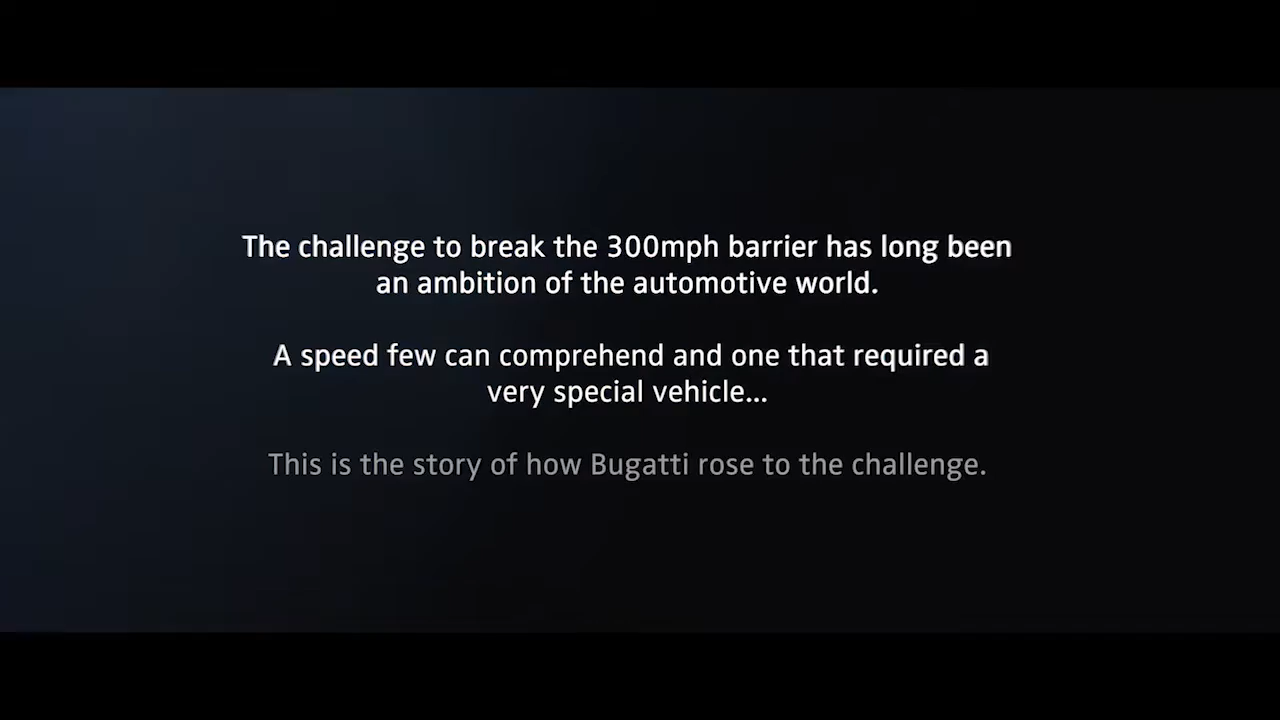 The challenge to break the 300mph barrier has long been
an ambition of the automotive world.
A speed few can comprehend and one that required a
very special vehicle...
This is the story of how Bugatti rose to the challenge.